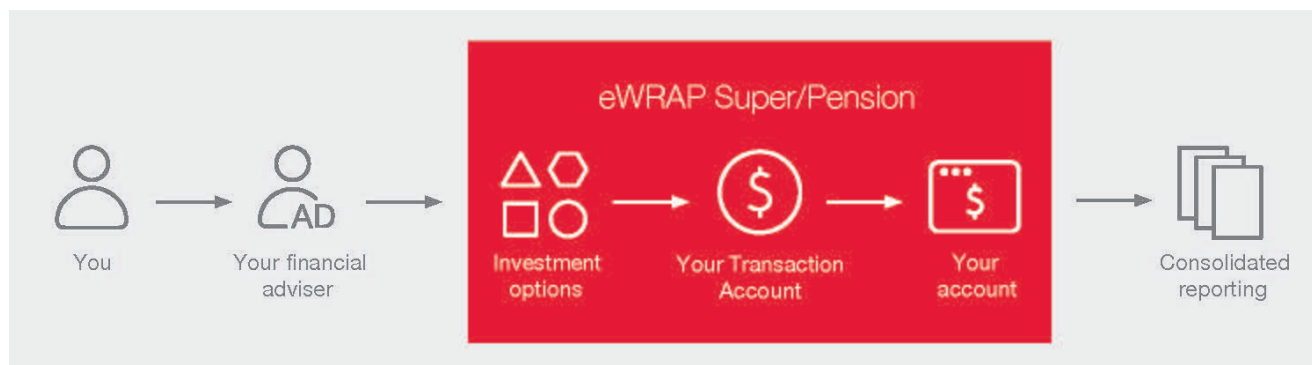 eWRAP Super/Pension
You
Your financial
adviser
AD
Investment
options
$
Your Transaction
Account
$
Your
account
Consolidated
reporting